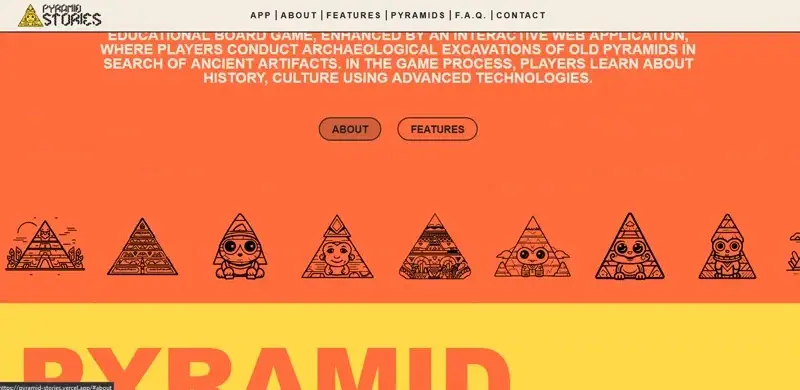 PYRAMID
STORIES
APP | ABOUT | FEATURES | PYRAMIDS | F.A.Q. | CONTACT
EDUCATIONAL BOARD GAME, ENHANCED BY AN INTERACTIVE WEB APPLICATION,
WHERE PLAYERS CONDUCT ARCHAEOLOGICAL EXCAVATIONS OF OLD PYRAMIDS IN
SEARCH OF ANCIENT ARTIFACTS. IN THE GAME PROCESS, PLAYERS LEARN ABOUT
HISTORY, CULTURE USING ADVANCED TECHNOLOGIES.
ABOUT
FEATURES
PYRAMID
https://pyramid-stories.vercel.app/#about